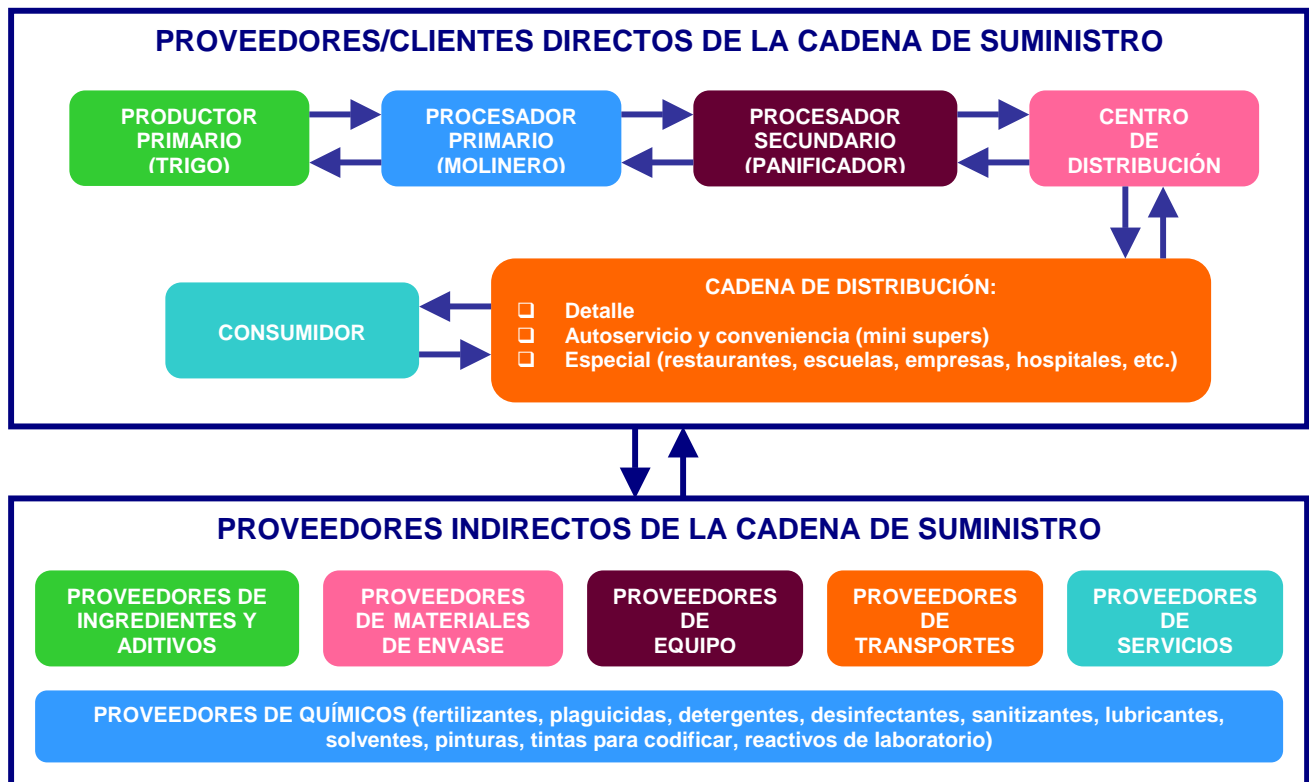 PROVEEDORES/CLIENTES DIRECTOS DE LA CADENA DE SUMINISTRO
PRODUCTOR
PRIMARIO
(TRIGO)
PROCESADOR
PRIMARIO
(MOLINERO)
PROCESADOR
SECUNDARIO
(PANIFICADOR)
CENTRO
DE
DISTRIBUCIÓN
CADENA DE DISTRIBUCIÓN:
❑ Detalle
❑ Autoservicio y conveniencia (mini supers)
❑ Especial (restaurantes, escuelas, empresas, hospitales, etc.)
CONSUMIDOR
PROVEEDORES INDIRECTOS DE LA CADENA DE SUMINISTRO
PROVEEDORES DE
INGREDIENTES Y
ADITIVOS
PROVEEDORES
DE MATERIALES
DE ENVASE
PROVEEDORES
DE
EQUIPO
PROVEEDORES
DE
TRANSPORTES
PROVEEDORES
DE
SERVICIOS
PROVEEDORES DE QUÍMICOS (fertilizantes, plaguicidas, detergentes, desinfectantes, sanitizantes, lubricantes,
solventes, pinturas, tintas para codificar, reactivos de laboratorio)